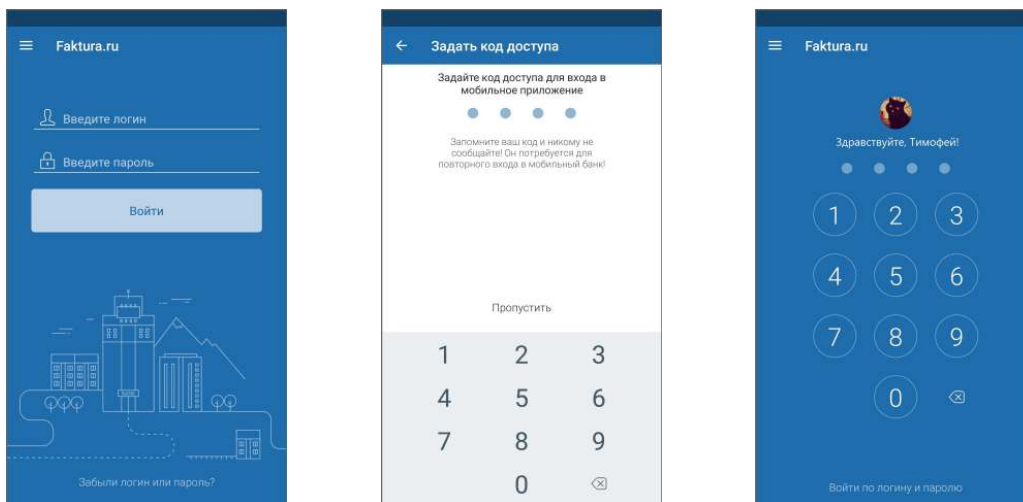 Faktura.ru
Введите логин
Введите пароль
Войти
Забыли логин или пароль?
Задать код доступа
Задайте код доступа для входа в
мобильное приложение
Запомните ваш код и никому не
сообщайте! Он потребуется для
повторного входа в мобильный банк!
Пропустить
1 2 3
4 5 6
7 8 9
0
Faktura.ru
Здравствуйте, Тимофей!
1 2 3
4 5 6
7 8 9
0
Войти по логину и паролю